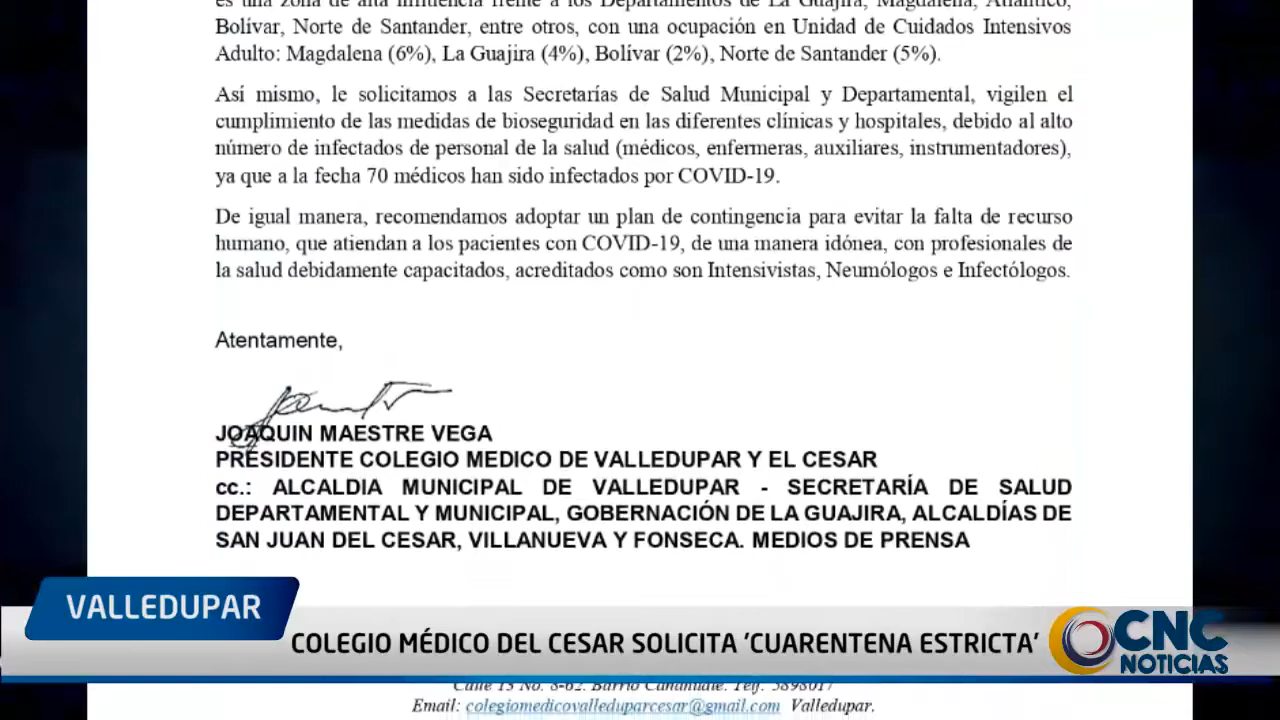 es una zona de alta influencia frente a los Departamentos de La Guajira, Magdalena, Atlántico,
Bolívar, Norte de Santander, entre otros, con una ocupación en Unidad de Cuidados Intensivos
Adulto: Magdalena (6%), La Guajira (4%), Bolívar (2%), Norte de Santander (5%).
Así mismo, le solicitamos a las Secretarías de Salud Municipal y Departamental, vigilen el
cumplimiento de las medidas de bioseguridad en las diferentes clínicas y hospitales, debido al alto
número de infectados de personal de la salud (médicos, enfermeras, auxiliares, instrumentadores),
ya que a la fecha 70 médicos han sido infectados por COVID-19.
De igual manera, recomendamos adoptar un plan de contingencia para evitar la falta de recurso
humano, que atiendan a los pacientes con COVID-19, de una manera idónea, con profesionales de
la salud debidamente capacitados, acreditados como son Intensivistas, Neumólogos e Infectólogos.
Atentamente,
JOAQUIN MAESTRE VEGA
PRESIDENTE COLEGIO MEDICO DE VALLEDUPAR Y EL CESAR
cc.: ALCALDIA MUNICIPAL DE VALLEDUPAR - SECRETARÍA DE SALUD
DEPARTAMENTAL Y MUNICIPAL, GOBERNACIÓN DE LA GUAJIRA, ALCALDÍAS DE
SAN JUAN DEL CESAR, VILLANUEVA Y FONSECA. MEDIOS DE PRENSA
VALLEDUPAR
COLEGIO MÉDICO DEL CESAR SOLICITA 'CUARENTENA ESTRICTA'
CNC
NOTICIAS
Calle 15 No. 8-62. Barrio Cañahuate. Telf.
Email: colegiomedicovalleduparcesar@gmail.com Valledupar.